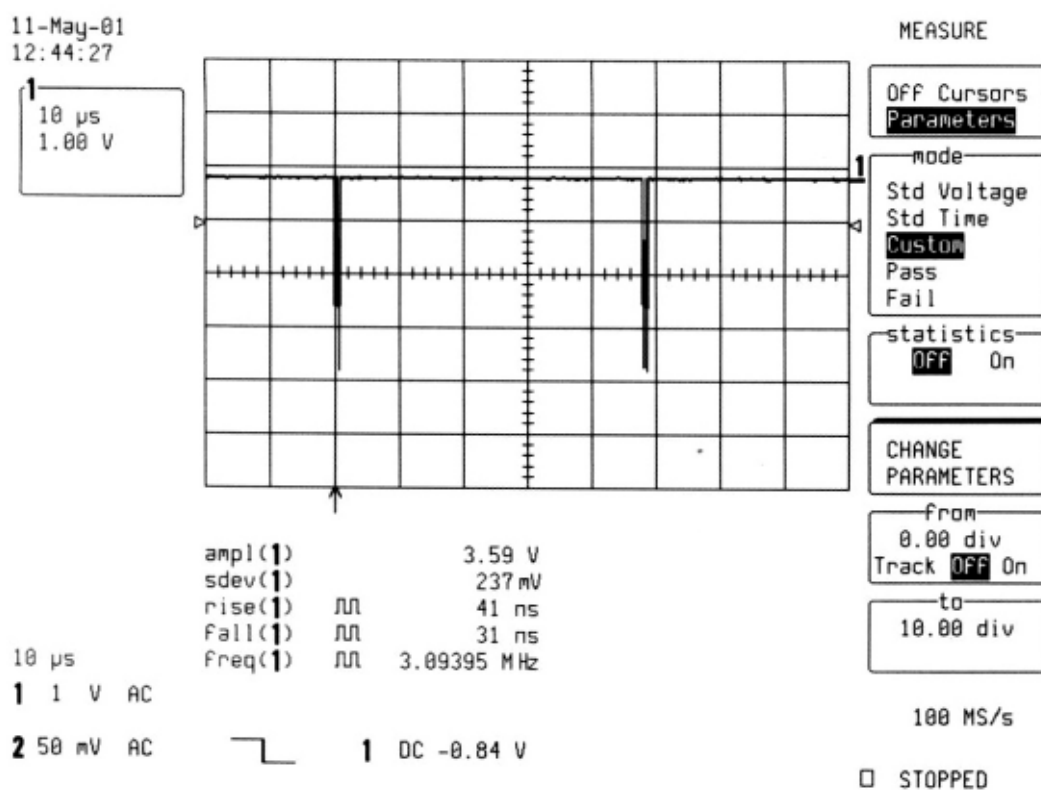 11-May-01
12:44:27
1
10 µs
1.00 V
1
MEASURE
Off Cursors
Parameters
mode
Std Voltage
Std Time
Custom
Pass
Fail
statistics
Off On
CHANGE
PARAMETERS
from
0.00 div
Track Off On
to
10.00 div
ampl(1) 3.59 V
sdev(1) 237 mV
rise(1) 41 ns
fall(1) 31 ns
freq(1) 3.09395 MHz
10 µs
1 1 V AC
2 50 mV AC
1 DC -0.84 V
100 MS/s
STOPPED